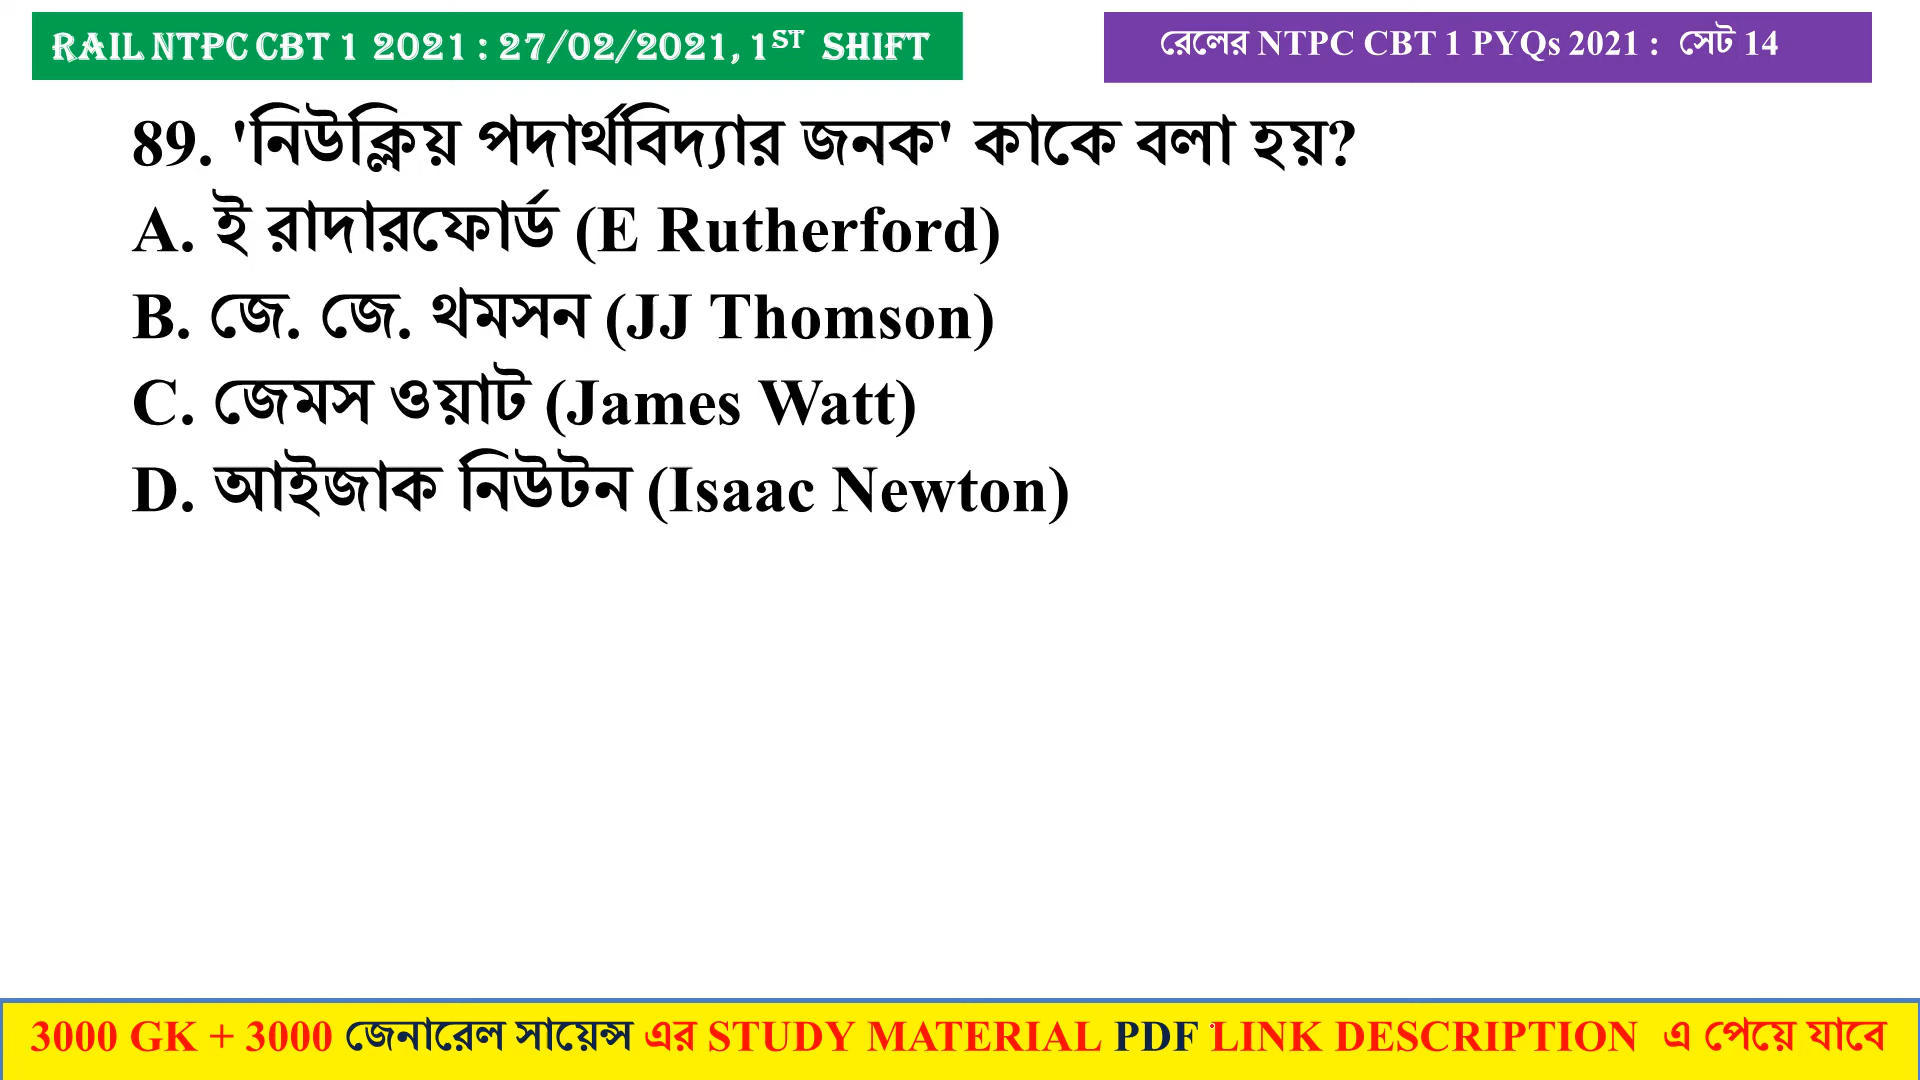 RAIL NTPC CBT 1 2021 : 27/02/2021, 1ST SHIFT
রেলের NTPC CBT 1 PYQs 2021 : সেট 14
89. 'নিউক্লিয় পদার্থবিদ্যার জনক' কাকে বলা হয়?
A. ই রাদারফোর্ড (E Rutherford)
B. জে. জে. থমসন (JJ Thomson)
C. জেমস ওয়াট (James Watt)
D. আইজাক নিউটন (Isaac Newton)
3000 GK + 3000 জেনারেল সায়েন্স এর STUDY MATERIAL PDF LINK DESCRIPTION এ পেয়ে যাবে